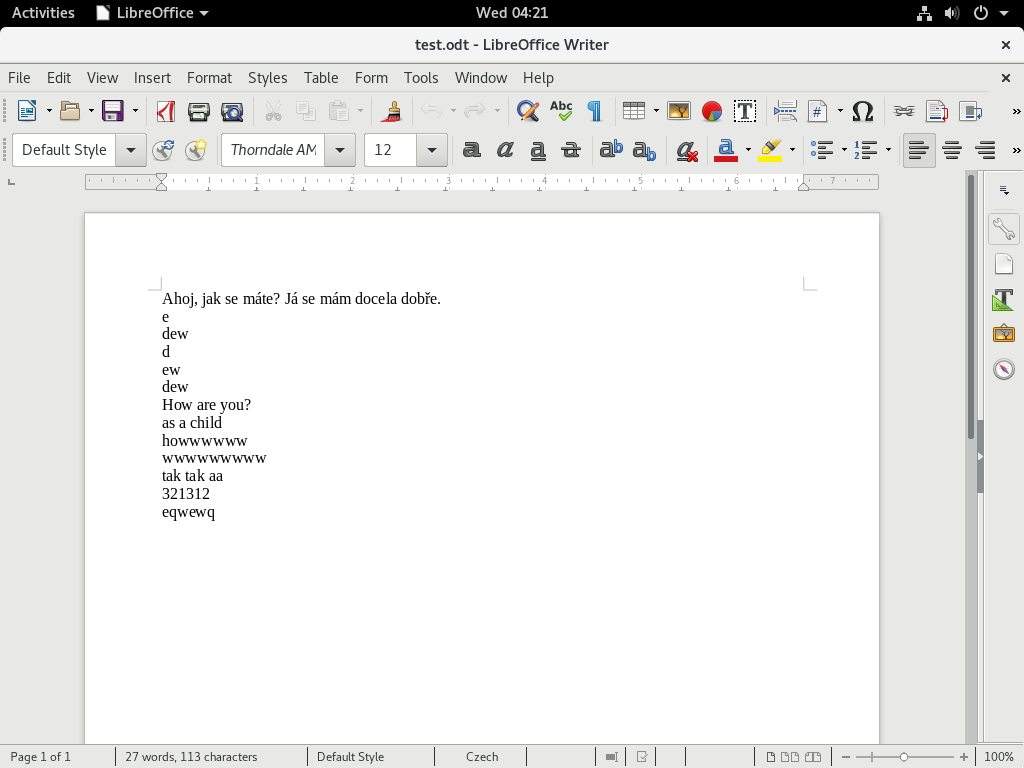 Activities LibreOffice Wed 04:21
test.odt - LibreOffice Writer
File Edit View Insert Format Styles Table Form Tools Window Help
Default Style Thorndale AM 12
1 2 3 4 5 6 7
Ahoj, jak se máte? Já se mám docela dobře.
e
dew
d
ew
dew
How are you?
as a child
howwwwww
wwwwwwwww
tak tak aa
321312
eqwewq
Page 1 of 1 27 words, 113 characters Default Style Czech 100%